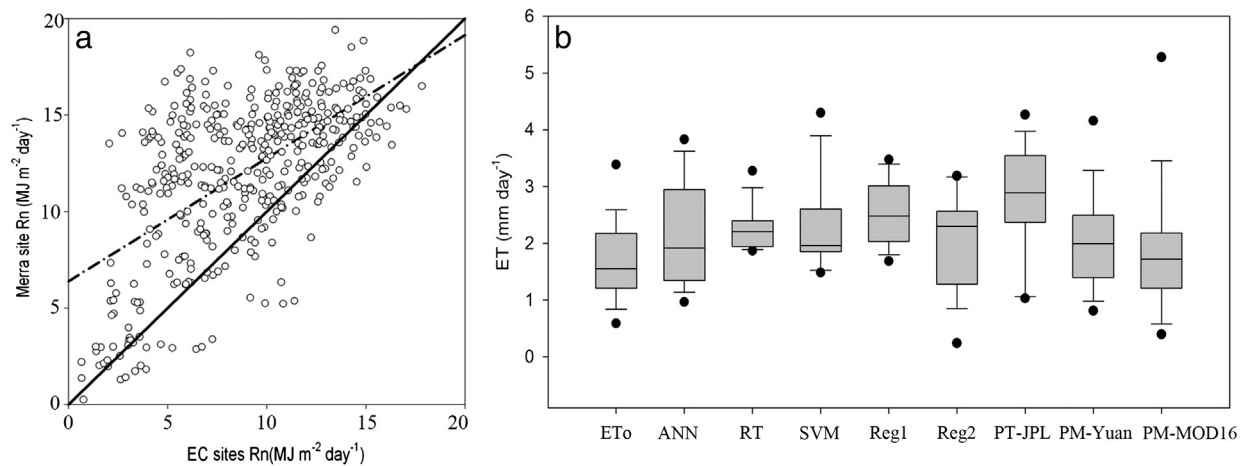 a
20
15
10
5
0
Merra site Rn (MJ m-2 day-1)
0 5 10 15 20
EC sites Rn(MJ m-2 day-1)
b
6
5
4
3
2
1
0
ET (mm day-1)
ETo ANN RT SVM Reg1 Reg2 PT-JPL PM-Yuan PM-MOD16